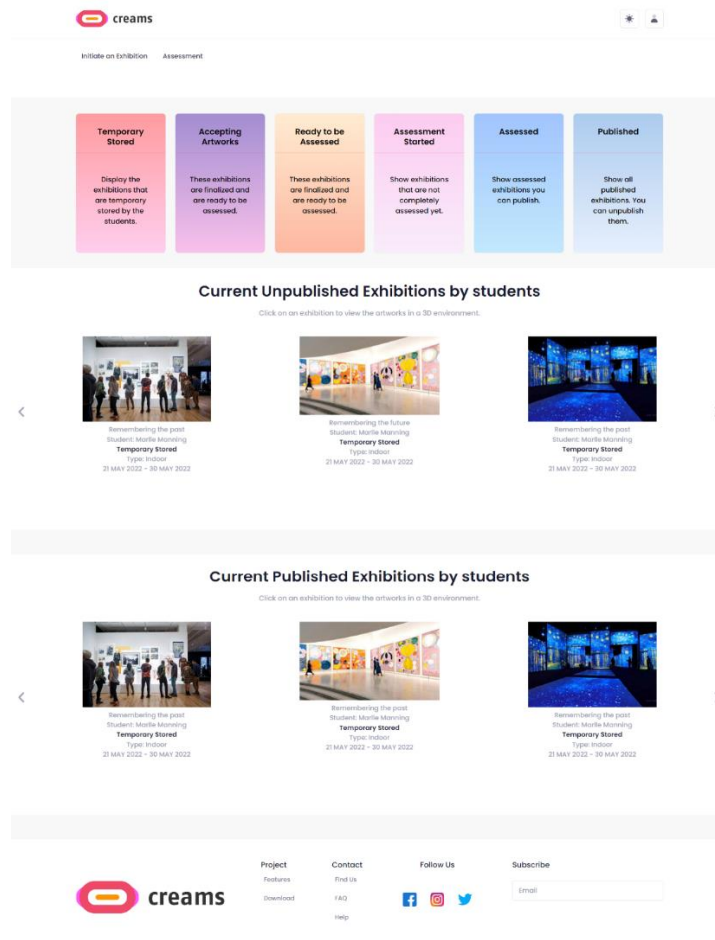 creams
Initiate an Exhibition Assessment
Temporary
Stored
Display the
exhibitions that
are temporary
stored by the
students.
Accepting
Artworks
These exhibitions
are finalized and
are ready to be
assessed.
Ready to be
Assessed
These exhibitions
are finalized and
are ready to be
assessed.
Assessment
Started
Show exhibitions
that are not
completely
assessed yet.
Assessed
Show assessed
exhibitions you
can publish.
Published
Show all
published
exhibitions. You
can unpublish
them.
Current Unpublished Exhibitions by students
Click on an exhibition to view the artworks in a 3D environment.
Remembering the past
Student: Marlie Manning
Temporary Stored
Type: Indoor
21 MAY 2022 - 30 MAY 2022
Remembering the future
Student: Marlie Manning
Temporary Stored
Type: Indoor
21 MAY 2022 - 30 MAY 2022
Remembering the past
Student: Marlie Manning
Temporary Stored
Type: Indoor
21 MAY 2022 - 30 MAY 2022
Current Published Exhibitions by students
Click on an exhibition to view the artworks in a 3D environment.
Remembering the past
Student: Marlie Manning
Temporary Stored
Type: Indoor
21 MAY 2022 - 30 MAY 2022
Remembering the past
Student: Marlie Manning
Temporary Stored
Type: Indoor
21 MAY 2022 - 30 MAY 2022
Remembering the past
Student: Marlie Manning
Temporary Stored
Type: Indoor
21 MAY 2022 - 30 MAY 2022
creams
Project
Features
Download
Contact
Find Us
FAQ
Help
Follow Us
Subscribe
Email